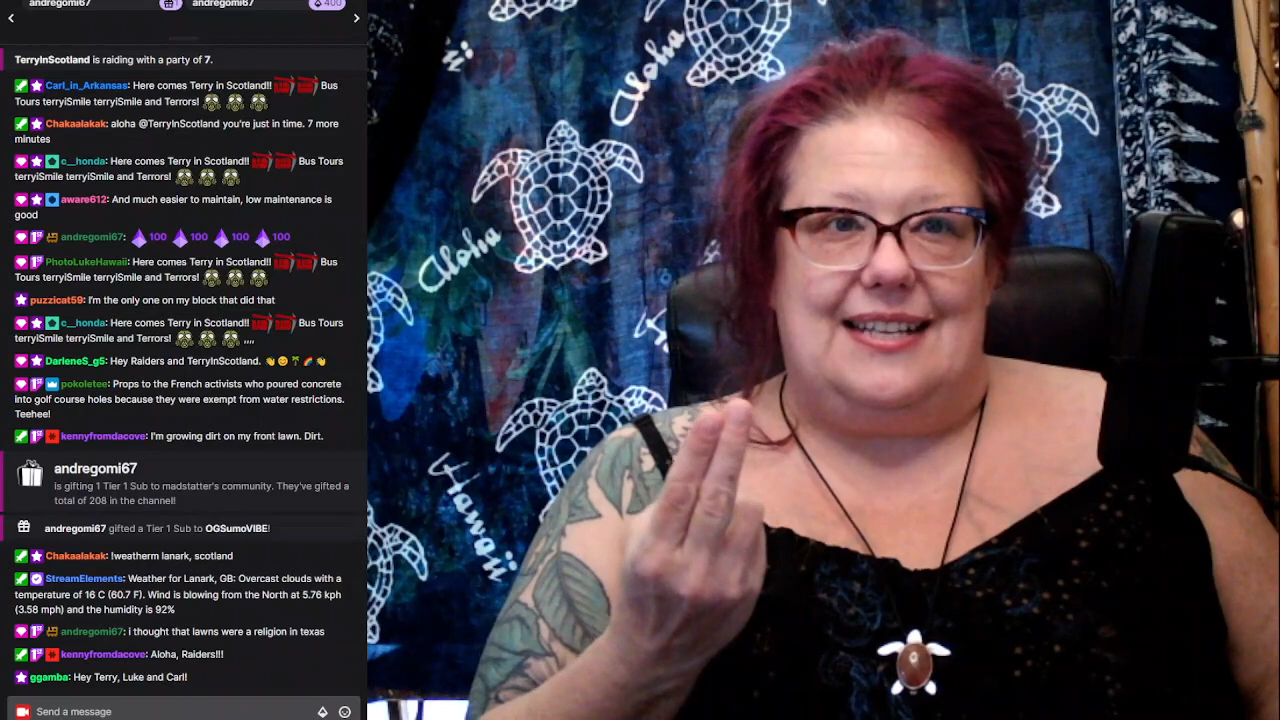 andregomi67 1 andregomi67 400
TerryInScotland is raiding with a party of 7.
Carl_in_Arkansas: Here comes Terry in Scotland!! Bus
Tours terryiSmile terryiSmile and Terrors!
Chakaalakak: aloha @TerryInScotland you're just in time. 7 more
minutes
c__honda: Here comes Terry in Scotland!! Bus Tours
terryiSmile terryiSmile and Terrors!
aware612: And much easier to maintain, low maintenance is
good
andregomi67: 100 100 100 100
PhotoLukeHawaii: Here comes Terry in Scotland!! Bus
Tours terryiSmile terryiSmile and Terrors!
puzzicat59: I'm the only one on my block that did that
c__honda: Here comes Terry in Scotland!! Bus Tours
terryiSmile terryiSmile and Terrors! ,,,,
DarleneS_g5: Hey Raiders and TerryInScotland. 👋😊🌴🌈👋
pokoletee: Props to the French activists who poured concrete
into golf course holes because they were exempt from water restrictions.
Teehee!
kennyfromdacove: I'm growing dirt on my front lawn. Dirt.
andregomi67
is gifting 1 Tier 1 Sub to madstatter's community. They've gifted a
total of 208 in the channel!
andregomi67 gifted a Tier 1 Sub to OGSumoVIBE!
Chakaalakak: !weatherm lanark, scotland
StreamElements: Weather for Lanark, GB: Overcast clouds with a
temperature of 16 C (60.7 F). Wind is blowing from the North at 5.76 kph
(3.58 mph) and the humidity is 92%
andregomi67: i thought that lawns were a religion in texas
kennyfromdacove: Aloha, Raiders!!!
ggamba: Hey Terry, Luke and Carl!
Send a message
Aloha
Aloha
Hawaii